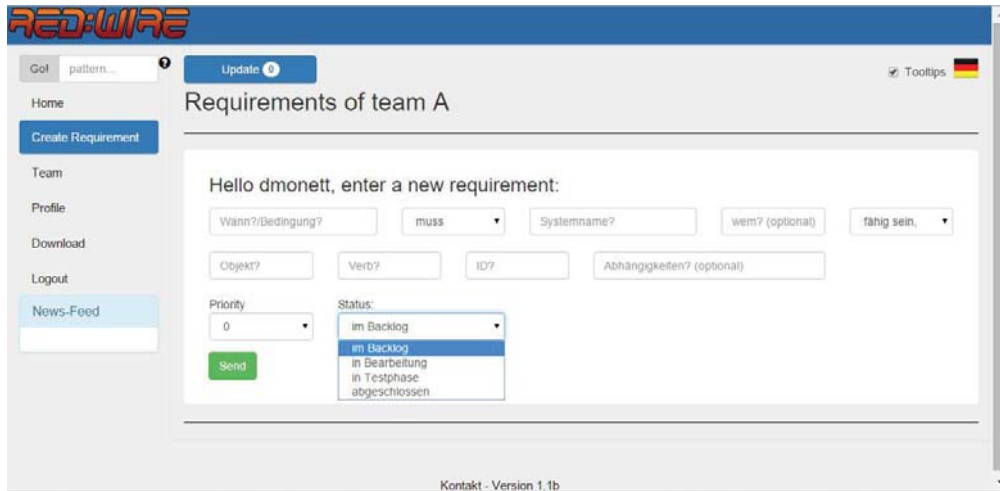 RED:WIRE
Go! pattern... ?
Update 0
Tooltips
Requirements of team A
Home
Create Requirement
Team
Profile
Download
Logout
News-Feed
Hello dmonett, enter a new requirement:
Wann?/Bedingung? muss Systemname? wem? (optional) fähig sein,
Objekt? Verb? ID? Abhängigkeiten? (optional)
Priority Status:
0 im Backlog
im Backlog
in Bearbeitung
in Testphase
abgeschlossen
Send
Kontakt - Version 1.1b